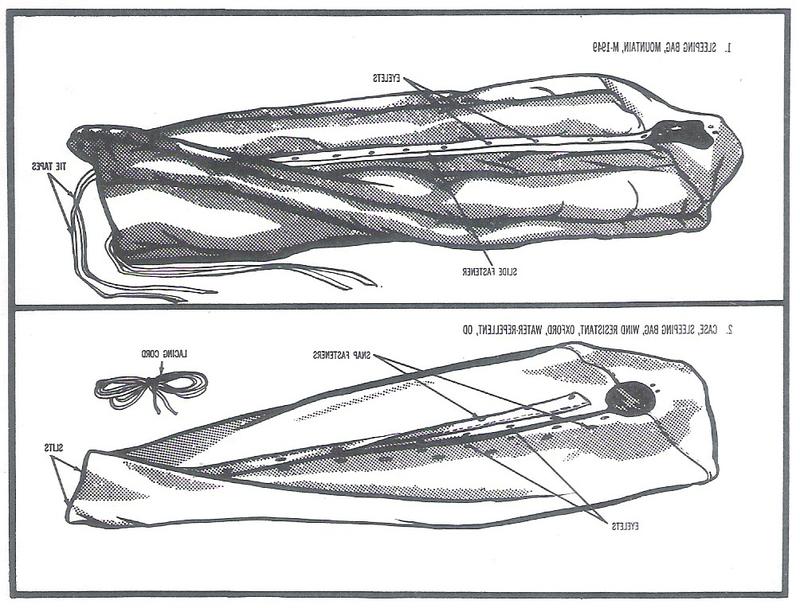 1. SLEEPING BAG, MOUNTAIN, M-1949
EYELETS
TIE TAPES
SLIDE FASTENER
2. CASE, SLEEPING BAG, WIND RESISTANT, OXFORD, WATER-REPELLENT, OD
LACING CORD
SNAP FASTENERS
SLITS
EYELETS